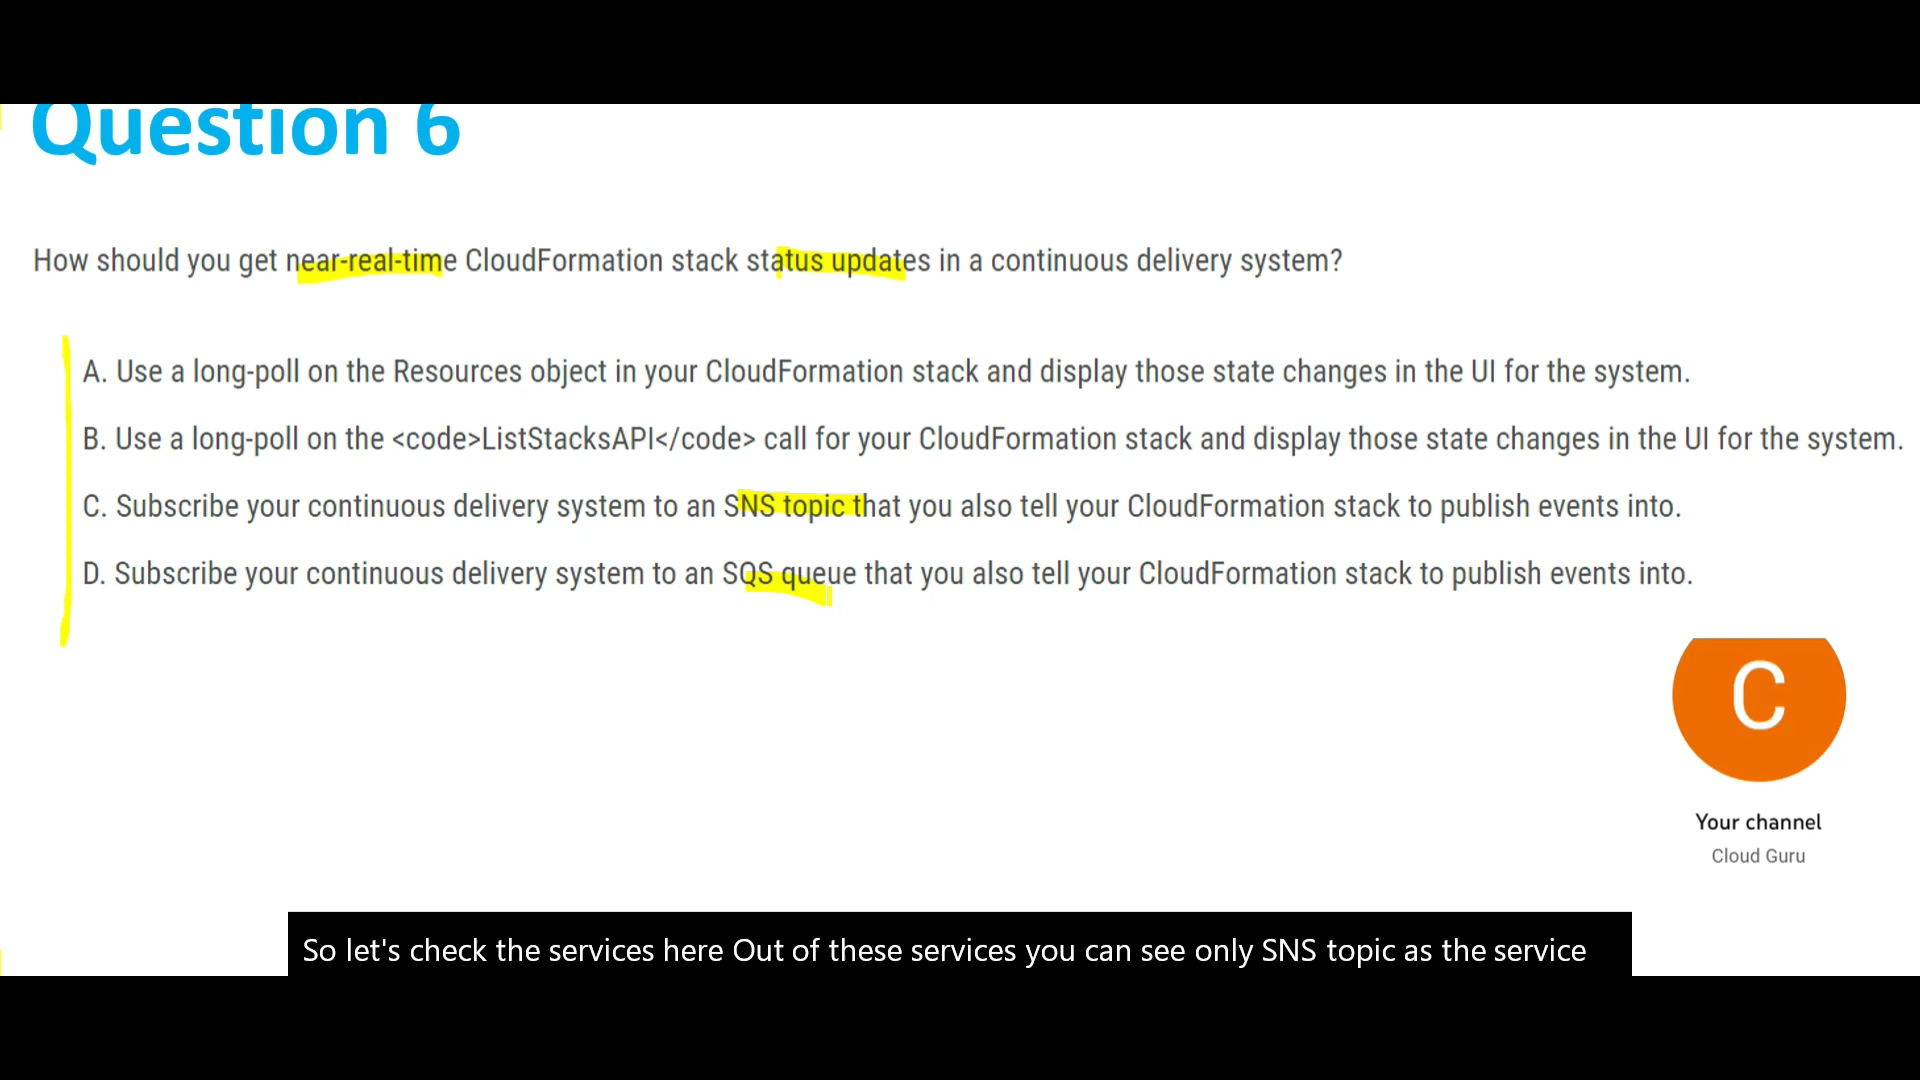 Question 6
How should you get near-real-time CloudFormation stack status updates in a continuous delivery system?
A. Use a long-poll on the Resources object in your CloudFormation stack and display those state changes in the UI for the system.
B. Use a long-poll on the <code>ListStacksAPI</code> call for your CloudFormation stack and display those state changes in the UI for the system.
C. Subscribe your continuous delivery system to an SNS topic that you also tell your CloudFormation stack to publish events into.
D. Subscribe your continuous delivery system to an SQS queue that you also tell your CloudFormation stack to publish events into.
C
Your channel
Cloud Guru
So let's check the services here Out of these services you can see only SNS topic as the service